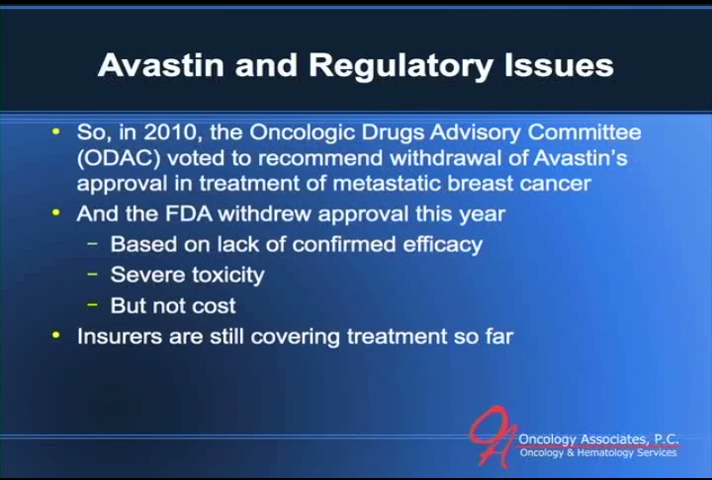 Avastin and Regulatory Issues
• So, in 2010, the Oncologic Drugs Advisory Committee
(ODAC) voted to recommend withdrawal of Avastin's
approval in treatment of metastatic breast cancer
• And the FDA withdrew approval this year
– Based on lack of confirmed efficacy
– Severe toxicity
– But not cost
• Insurers are still covering treatment so far
Oncology Associates, P.C.
Oncology & Hematology Services